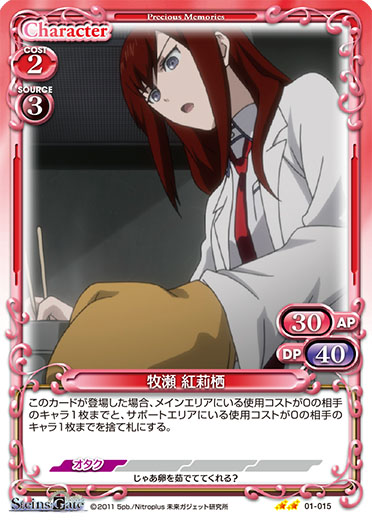 Precious Memories
Character
COST
2
SOURCE
3
30 AP
DP 40
牧瀬 紅莉栖
このカードが登場した場合、メインエリアにいる使用コストが0の相手
のキャラ1枚までと、サポートエリアにいる使用コストが0の相手の
キャラ1枚までを捨て札にする。
オタク
じゃあ卵を茹でててくれる?
Steins;Gate
©2011 5pb./Nitroplus 未来ガジェット研究所
01-015